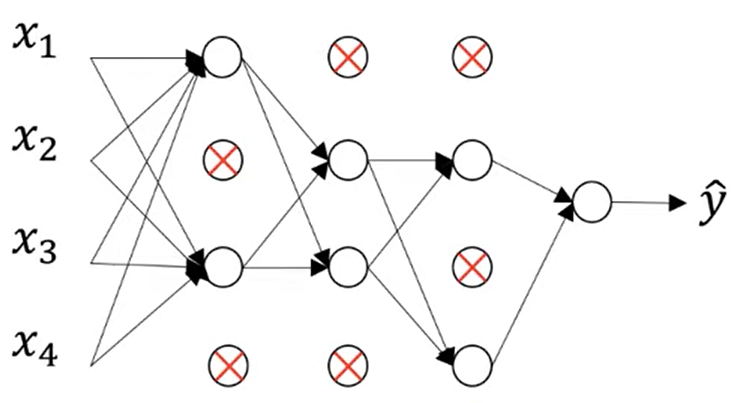 x₁
x₂
x₃
x₄
ŷ